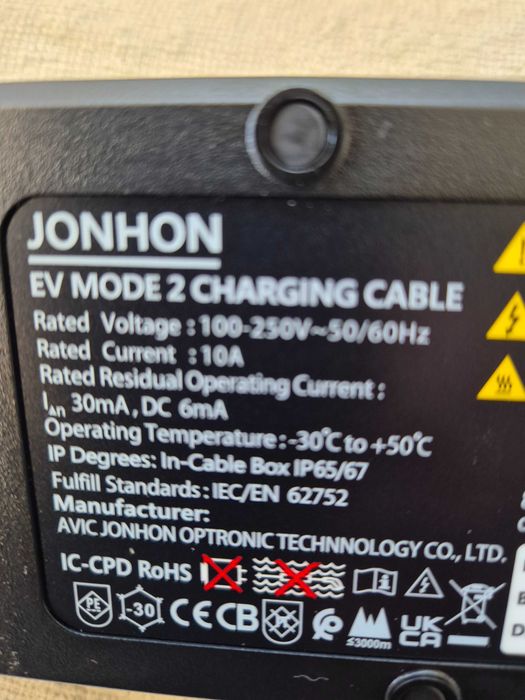 JONHON
EV MODE 2 CHARGING CABLE
Rated Voltage : 100-250V~50/60Hz
Rated Current : 10A
Rated Residual Operating Current :
I△n 30mA, DC 6mA
Operating Temperature : -30℃ to +50℃
IP Degrees: In-Cable Box IP65/67
Fulfill Standards : IEC/EN 62752
Manufacturer:
AVIC JONHON OPTRONIC TECHNNOLOGY CO., LTD.
IC-CPD RoHS
PE -30 CE CB ≤3000m UK CA